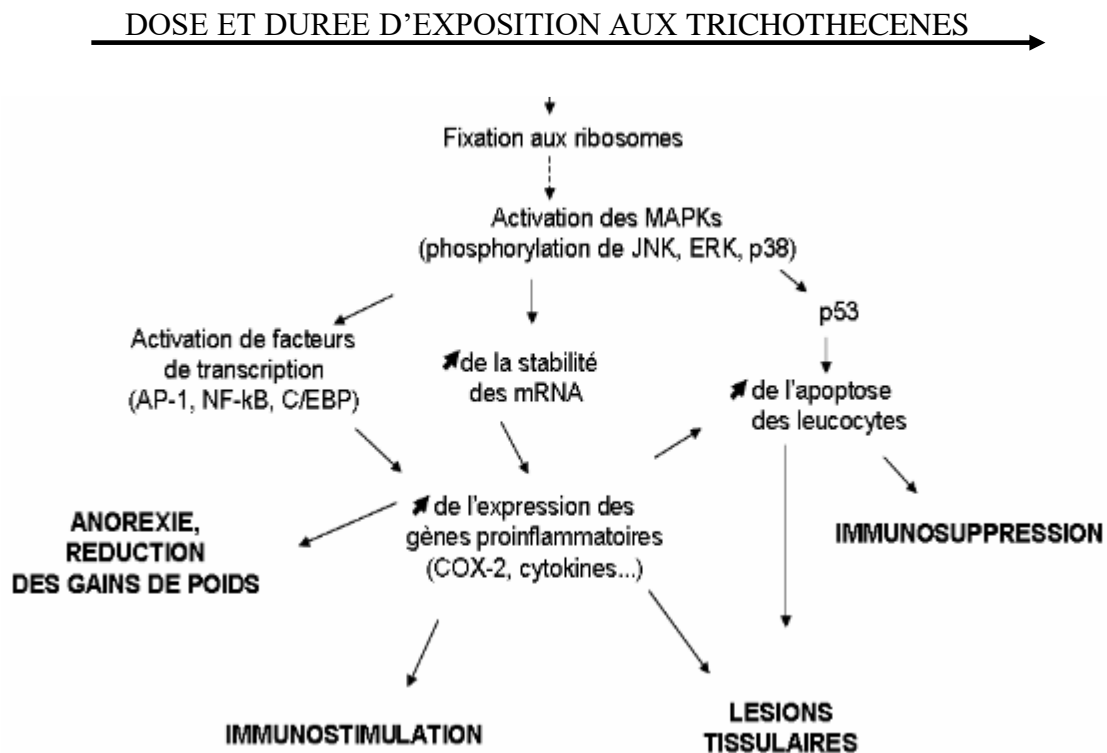 DOSE ET DUREE D'EXPOSITION AUX TRICHOTHECENES
Fixation aux ribosomes
Activation des MAPKs
(phosphorylation de JNK, ERK, p38)
p53
Activation de facteurs
de transcription
(AP-1, NF-kB, C/EBP)
de la stabilité
des mRNA
de l'apoptose
des leucocytes
de l'expression des
gènes proinflammatoires
(COX-2, cytokines...)
ANOREXIE,
REDUCTION
DES GAINS DE POIDS
IMMUNOSUPPRESSION
IMMUNOSTIMULATION
LESIONS
TISSULAIRES